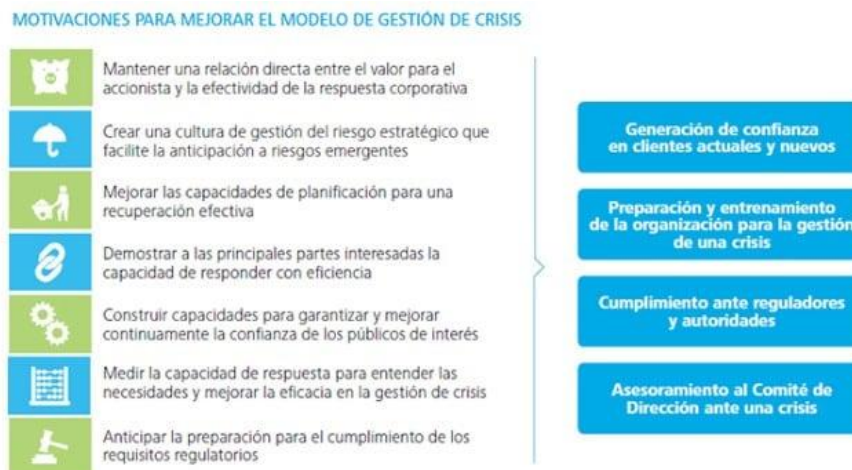 MOTIVACIONES PARA MEJORAR EL MODELO DE GESTIÓN DE CRISIS
Mantener una relación directa entre el valor para el
accionista y la efectividad de la respuesta corporativa
Crear una cultura de gestión del riesgo estratégico que
facilite la anticipación a riesgos emergentes
Mejorar las capacidades de planificación para una
recuperación efectiva
Demostrar a las principales partes interesadas la
capacidad de responder con eficiencia
Construir capacidades para garantizar y mejorar
continuamente la confianza de los públicos de interés
Medir la capacidad de respuesta para entender las
necesidades y mejorar la eficacia en la gestión de crisis
Anticipar la preparación para el cumplimiento de los
requisitos regulatorios
Generación de confianza
en clientes actuales y nuevos
Preparación y entrenamiento
de la organización para la gestión
de una crisis
Cumplimiento ante reguladores
y autoridades
Asesoramiento al Comité de
Dirección ante una crisis